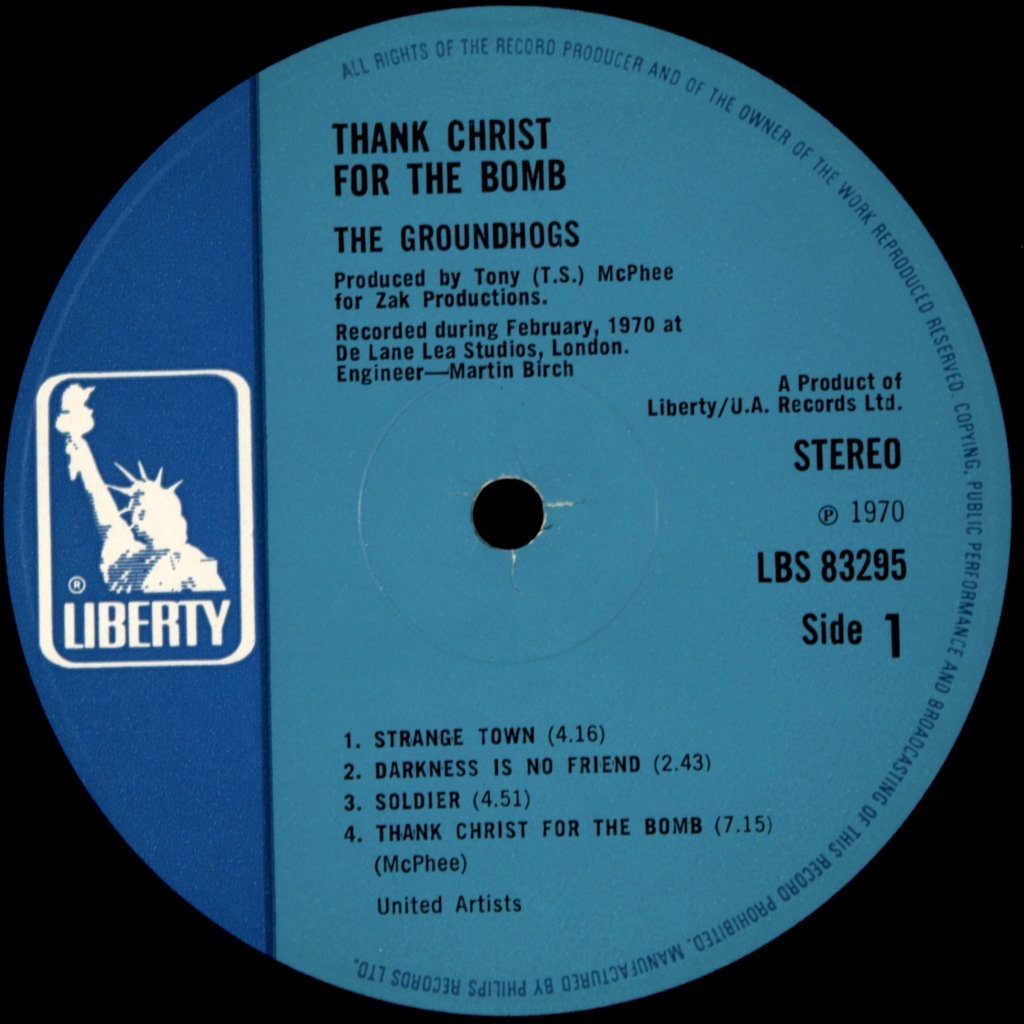 ALL RIGHTS OF THE RECORD PRODUCER AND OF THE OWNER OF THE WORK REPRODUCED RESERVED. COPYING, PUBLIC PERFORMANCE AND BROADCASTING OF THIS RECORD PROHIBITED. MANUFACTURED BY PHILIPS RECORDS LTD.
THANK CHRIST
FOR THE BOMB
THE GROUNDHOGS
Produced by Tony (T.S.) McPhee
for Zak Productions.
Recorded during February, 1970 at
De Lane Lea Studios, London.
Engineer—Martin Birch
A Product of
Liberty/U.A. Records Ltd.
STEREO
℗ 1970
LBS 83295
Side 1
®
LIBERTY
1. STRANGE TOWN (4.16)
2. DARKNESS IS NO FRIEND (2.43)
3. SOLDIER (4.51)
4. THANK CHRIST FOR THE BOMB (7.15)
(McPhee)
United Artists